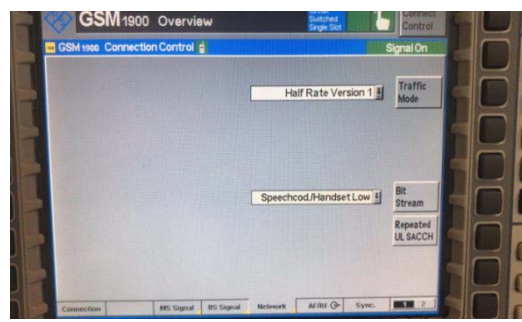 GSM 1900 Overview
Circuit
Switched
Single Slot
Connect
Control
GSM 1900 Connection Control
Signal On
Half Rate Version 1
Traffic
Mode
Speechcod./Handset Low
Bit
Stream
Repeated
UL SACCH
Connection
MS Signal
BS Signal
Network
AF/RF
Sync.
1 2